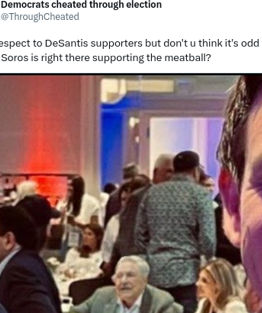 Democrats cheated through election
@ThroughCheated
espect to DeSantis supporters but don't u think it's odd
Soros is right there supporting the meatball?